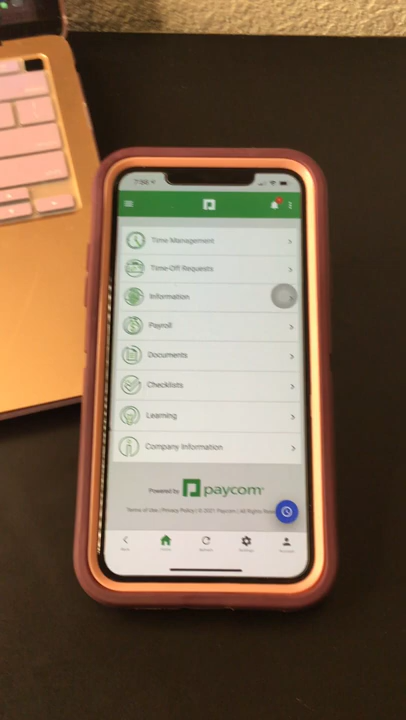 Time Management
Time-Off Requests
Information
Payroll
Documents
Checklists
Learning
Company Information
Powered by paycom
Terms of Use | Privacy Policy | © 2021 Paycom | All Rights
Home